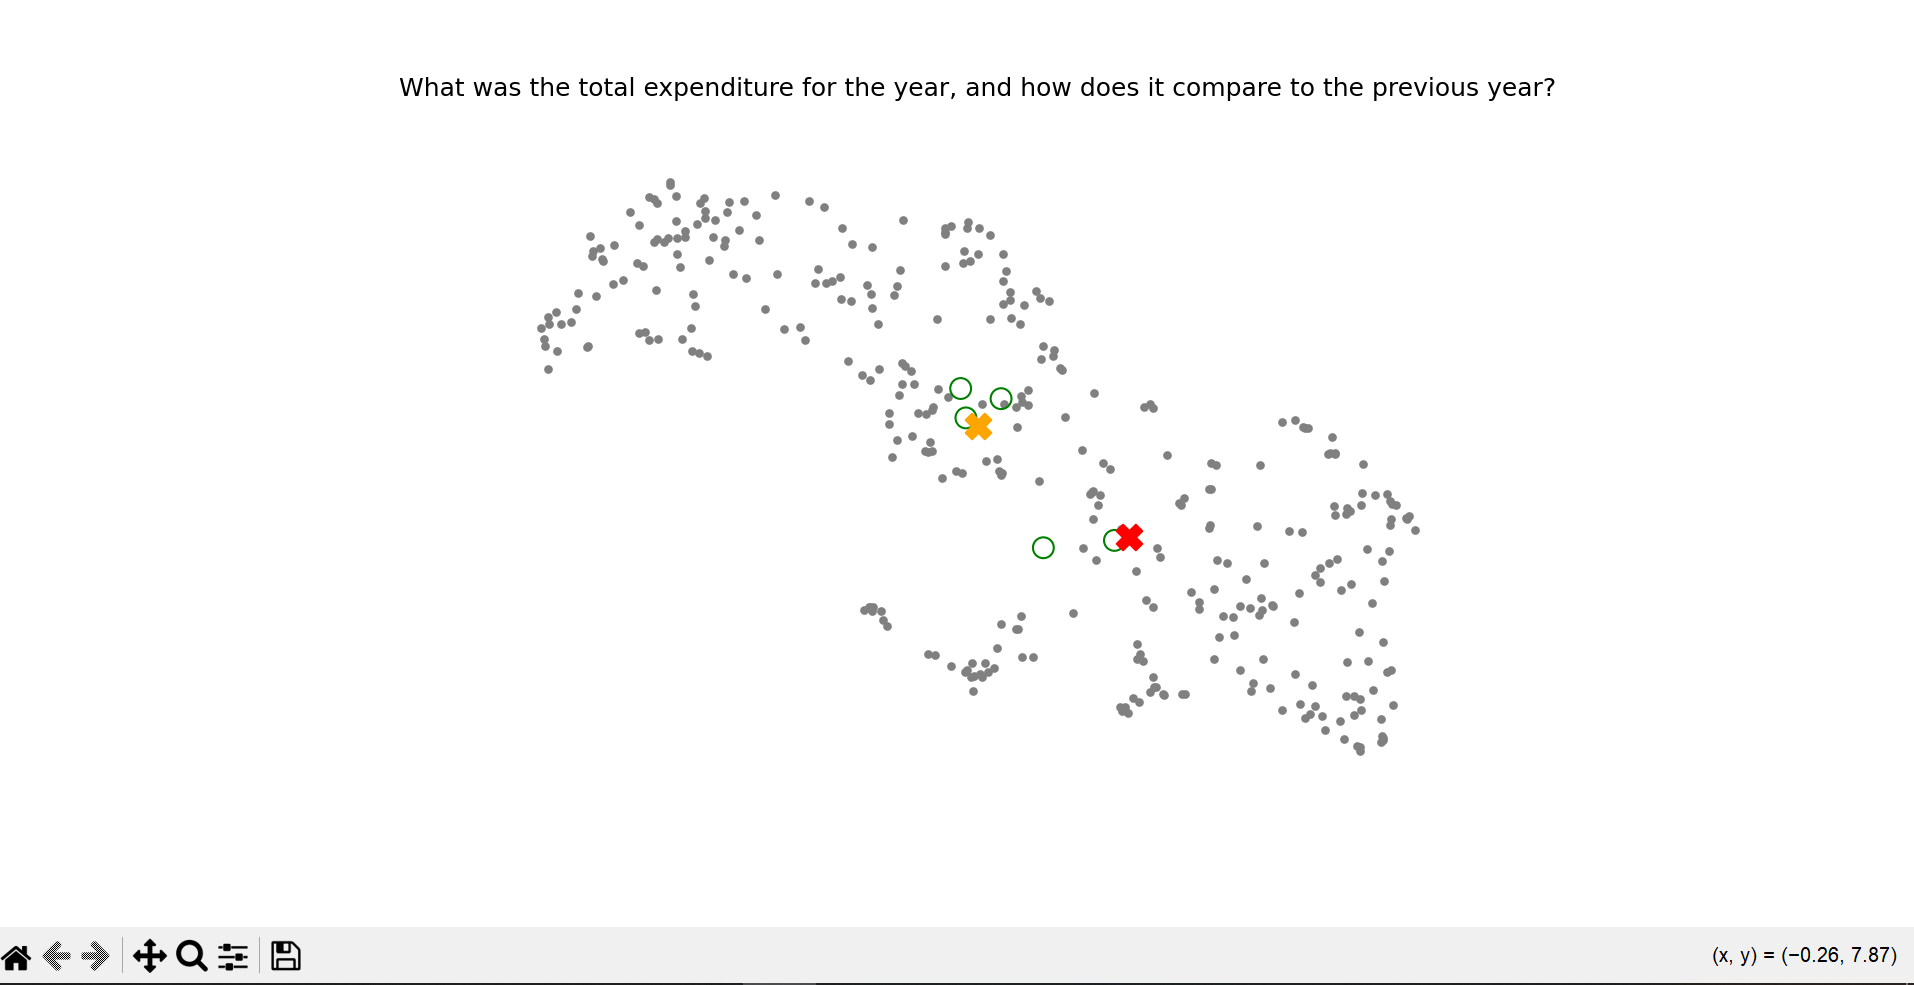 What was the total expenditure for the year, and how does it compare to the previous year?
(x, y) = (−0.26, 7.87)